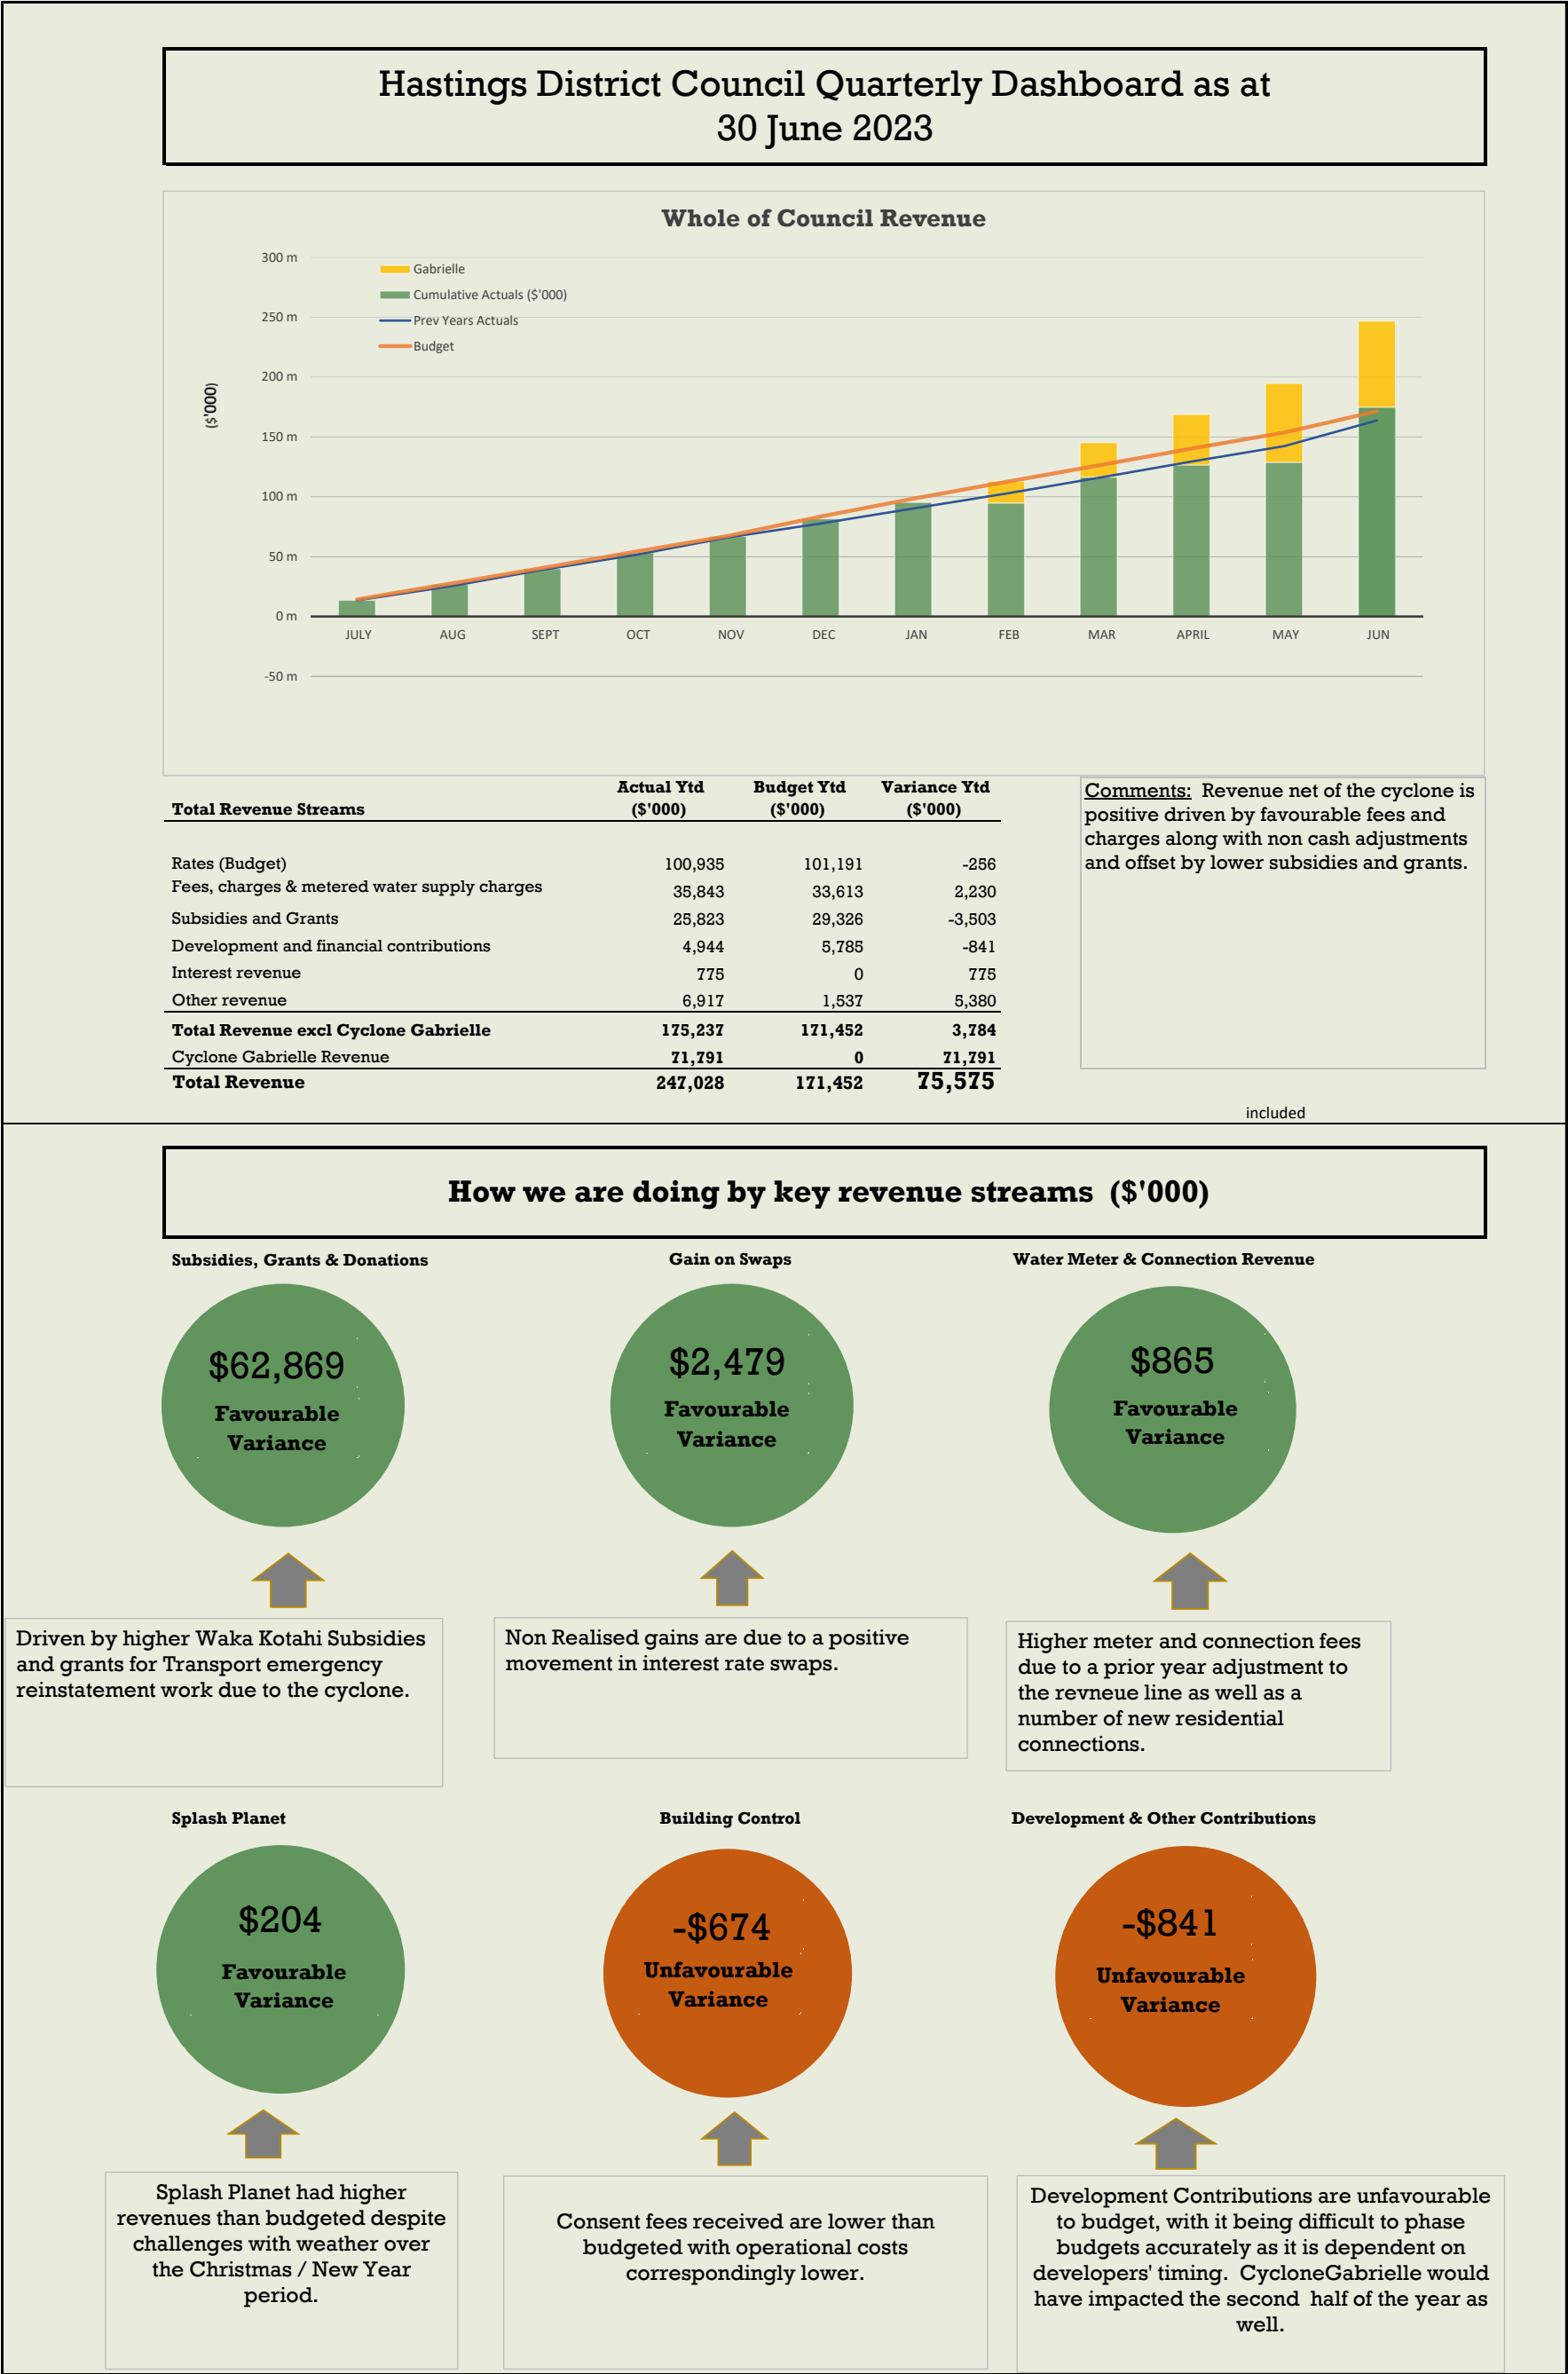 Hastings District Council Quarterly Dashboard as at
30 June 2023
Whole of Council Revenue
300 m
250 m
200 m
150 m
100 m
50 m
0 m
-50 m
($'000)
Gabrielle
Cumulative Actuals ($'000)
Prev Years Actuals
Budget
JULY AUG SEPT OCT NOV DEC JAN FEB MAR APRIL MAY JUN
Actual Ytd Budget Ytd Variance Ytd
Total Revenue Streams ($'000) ($'000) ($'000)
Rates (Budget) 100,935 101,191 -256
Fees, charges & metered water supply charges 35,843 33,613 2,230
Subsidies and Grants 25,823 29,326 -3,503
Development and financial contributions 4,944 5,785 -841
Interest revenue 775 0 775
Other revenue 6,917 1,537 5,380
Total Revenue excl Cyclone Gabrielle 175,237 171,452 3,784
Cyclone Gabrielle Revenue 71,791 0 71,791
Total Revenue 247,028 171,452 75,575
Comments: Revenue net of the cyclone is
positive driven by favourable fees and
charges along with non cash adjustments
and offset by lower subsidies and grants.
included
How we are doing by key revenue streams ($'000)
Subsidies, Grants & Donations
$62,869
Favourable
Variance
Driven by higher Waka Kotahi Subsidies
and grants for Transport emergency
reinstatement work due to the cyclone.
Gain on Swaps
$2,479
Favourable
Variance
Non Realised gains are due to a positive
movement in interest rate swaps.
Water Meter & Connection Revenue
$865
Favourable
Variance
Higher meter and connection fees
due to a prior year adjustment to
the revneue line as well as a
number of new residential
connections.
Splash Planet
$204
Favourable
Variance
Splash Planet had higher
revenues than budgeted despite
challenges with weather over
the Christmas / New Year
period.
Building Control
-$674
Unfavourable
Variance
Consent fees received are lower than
budgeted with operational costs
correspondingly lower.
Development & Other Contributions
-$841
Unfavourable
Variance
Development Contributions are unfavourable
to budget, with it being difficult to phase
budgets accurately as it is dependent on
developers' timing. CycloneGabrielle would
have impacted the second half of the year as
well.